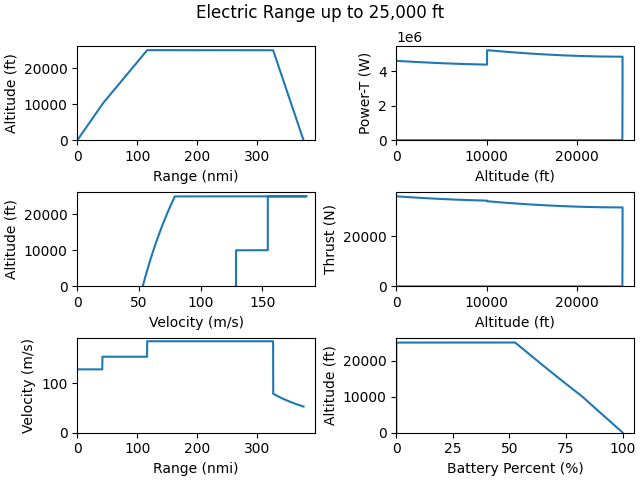 Electric Range up to 25,000 ft
Altitude (ft)
20000
10000
0
0 100 200 300
Range (nmi)
1e6
Power-T (W)
4
2
0
0 10000 20000
Altitude (ft)
Altitude (ft)
20000
10000
0
0 50 100 150
Velocity (m/s)
Thrust (N)
20000
0
0 10000 20000
Altitude (ft)
Velocity (m/s)
100
0
0 100 200 300
Range (nmi)
Altitude (ft)
20000
10000
0
0 25 50 75 100
Battery Percent (%)